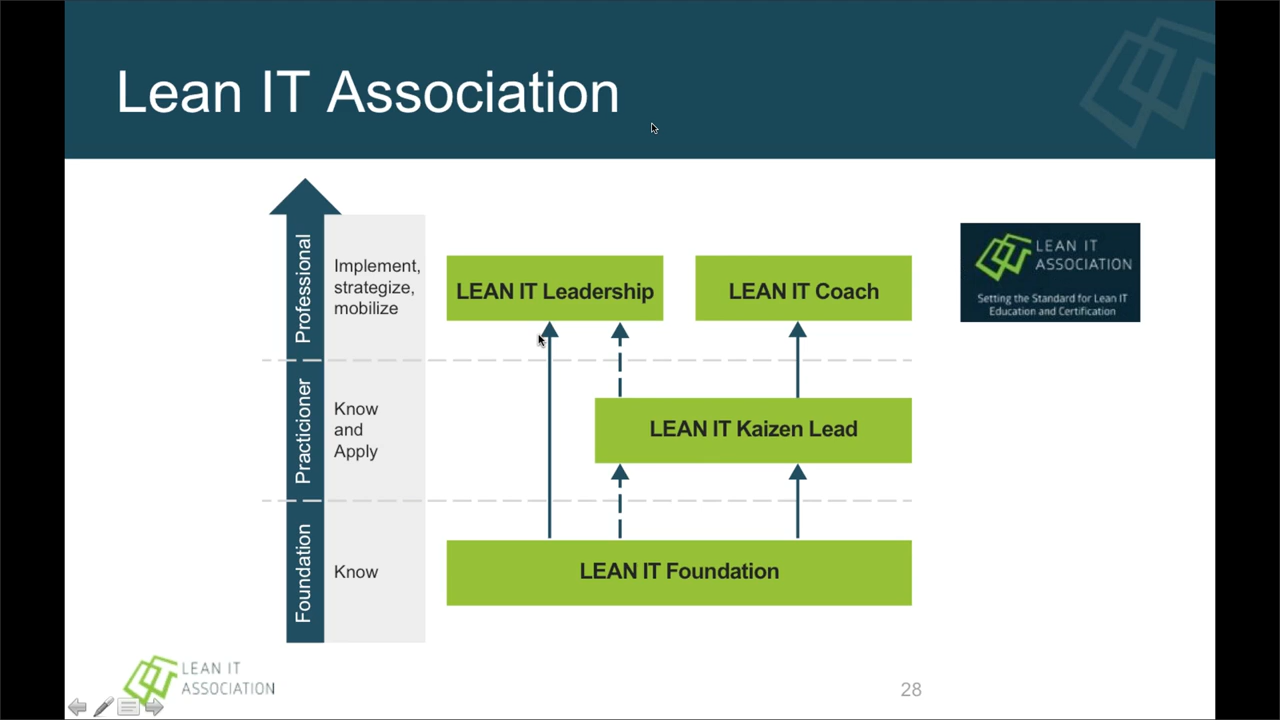 Lean IT Association
Professional
Implement,
strategize,
mobilize
LEAN IT Leadership
LEAN IT Coach
LEAN IT
ASSOCIATION
Setting the Standard for Lean IT
Education and Certification
Practicioner
Know
and
Apply
LEAN IT Kaizen Lead
Foundation
Know
LEAN IT Foundation
LEAN IT
ASSOCIATION
28